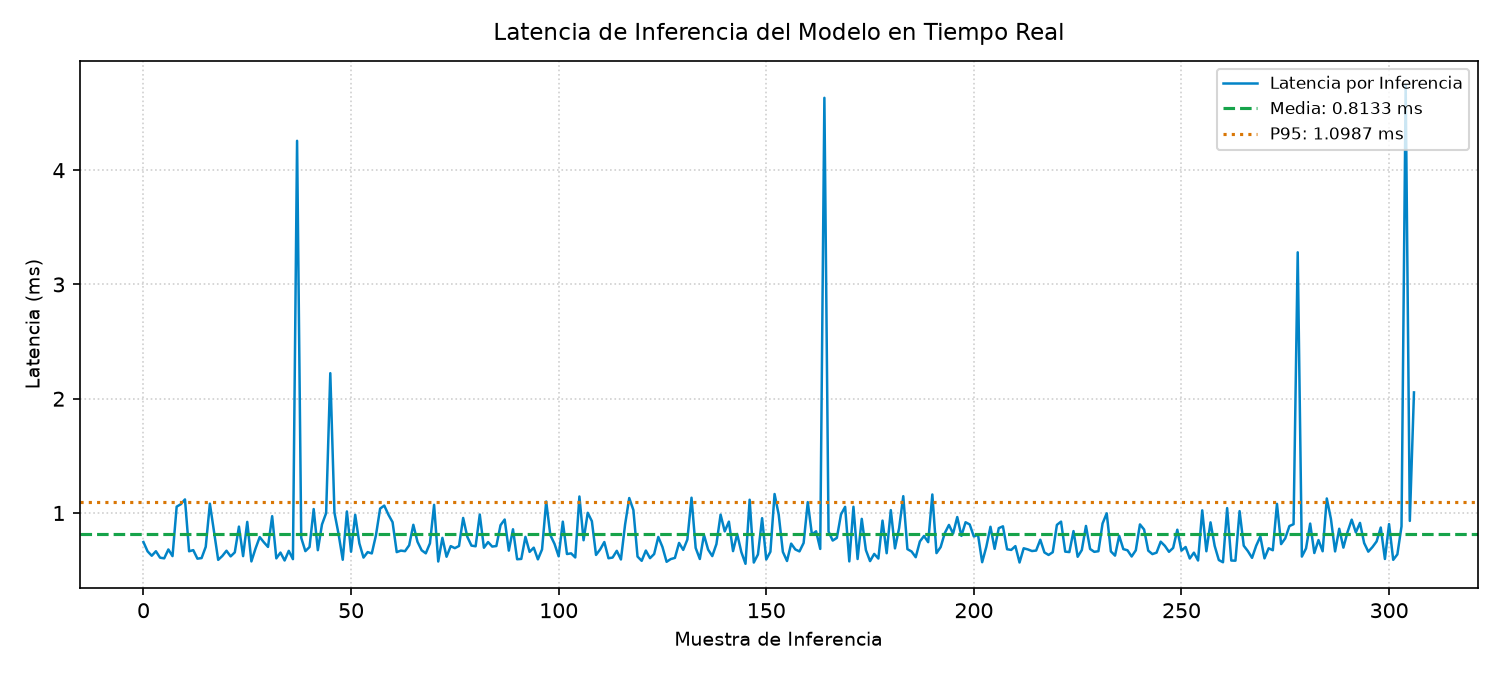 Latencia de Inferencia del Modelo en Tiempo Real
Latencia por Inferencia
Media: 0.8133 ms
P95: 1.0987 ms
Latencia (ms)
4
3
2
1
0 50 100 150 200 250 300
Muestra de Inferencia